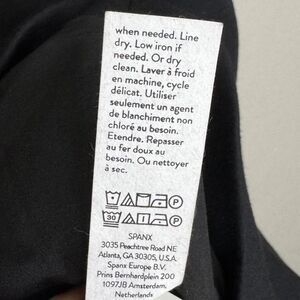 when needed. Line
dry. Low iron if
needed. Or dry
clean. Laver à froid
en machine, cycle
délicat. Utiliser
seulement un agent
de blanchiment non
chloré au besoin.
Etendre. Repasser
au fer doux au
besoin. Ou nettoyer
à sec.
P
30 P
SPANX
3035 Peachtree Road NE
Atlanta, GA 30305, U.S.A.
Spanx Europe B.V.
Prins Bernhardplein 200
1097JB Amsterdam,
Netherlands